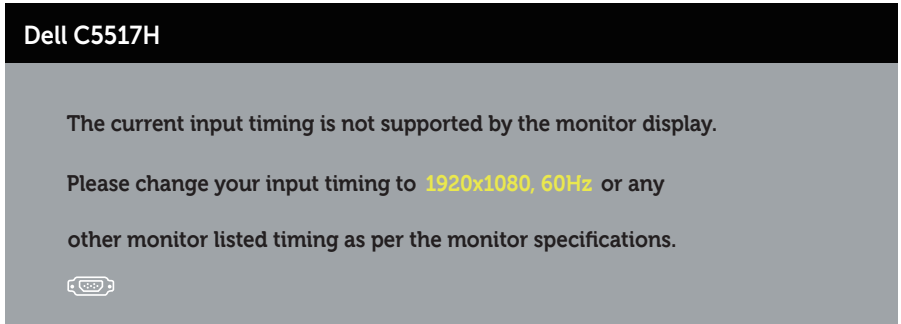 Dell C5517H
The current input timing is not supported by the monitor display.
Please change your input timing to 1920x1080, 60Hz or any
other monitor listed timing as per the monitor specifications.